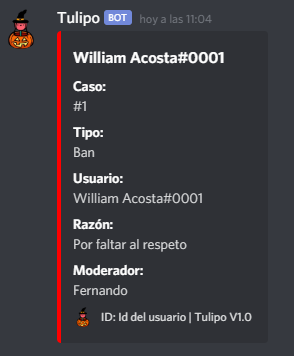 Tulipo BOT hoy a las 11:04
William Acosta#0001
Caso:
#1
Tipo:
Ban
Usuario:
William Acosta#0001
Razón:
Por faltar al respeto
Moderador:
Fernando
ID: Id del usuario | Tulipo V1.0